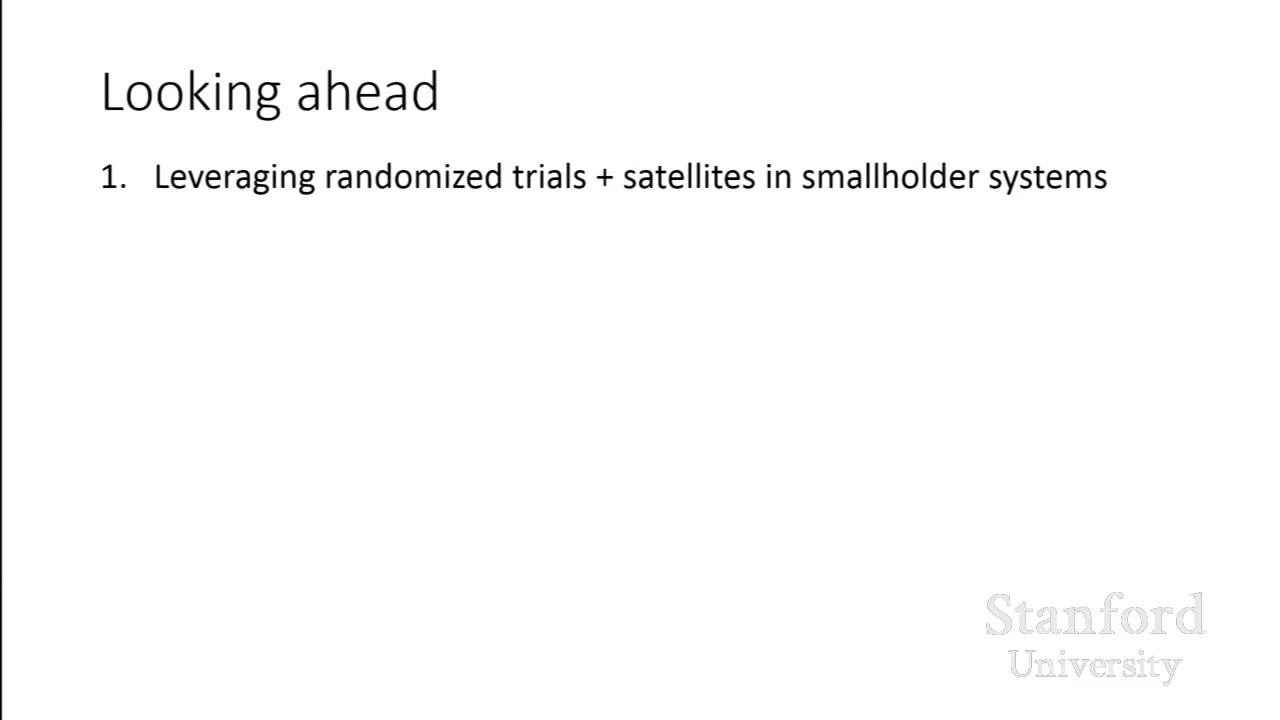 Looking ahead
1. Leveraging randomized trials + satellites in smallholder systems
Stanford
University